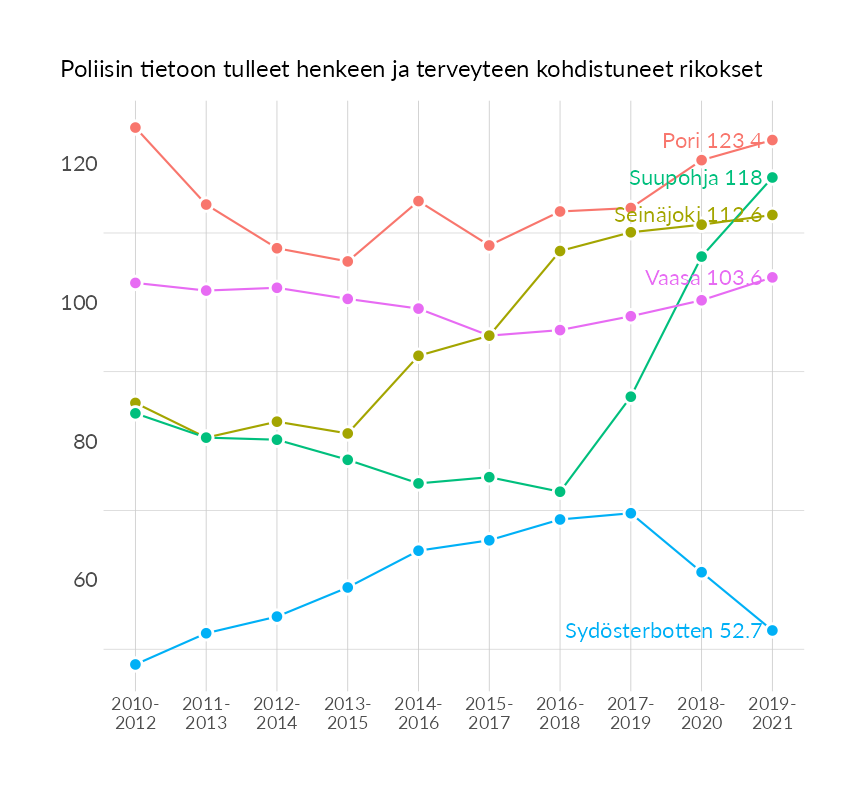 Poliisin tietoon tulleet henkeen ja terveyteen kohdistuneet rikokset
Pori 123.4
120
Suupohja 118
Seinäjoki 112.6
Vaasa 103.6
100
80
60
Sydösterbotten 52.7
2010- 2011- 2012- 2013- 2014- 2015- 2016- 2017- 2018- 2019-
2012 2013 2014 2015 2016 2017 2018 2019 2020 2021